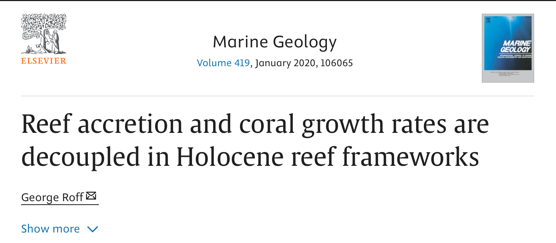 ELSEVIER
Marine Geology
Volume 419, January 2020, 106065
MARINE
GEOLOGY
Reef accretion and coral growth rates are
decoupled in Holocene reef frameworks
George Roff
Show more